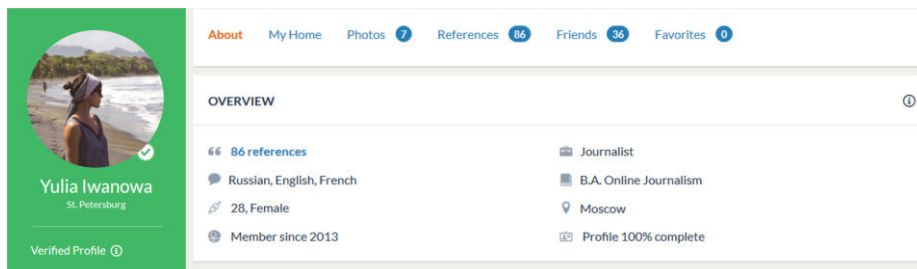 About My Home Photos 7 References 86 Friends 36 Favorites 0
OVERVIEW
86 references
Journalist
Russian, English, French
B.A. Online Journalism
28, Female
Moscow
Member since 2013
Profile 100% complete
Yulia Iwanowa
St. Petersburg
Verified Profile